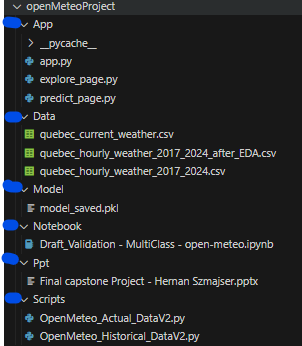 openMeteoProject
App
__pycache__
app.py
explore_page.py
predict_page.py
Data
quebec_current_weather.csv
quebec_hourly_weather_2017_2024_after_EDA.csv
quebec_hourly_weather_2017_2024.csv
Model
model_saved.pkl
Notebook
Draft_Validation - MultiClass - open-meteo.ipynb
Ppt
Final capstone Project - Hernan Szmajser.pptx
Scripts
OpenMeteo_Actual_DataV2.py
OpenMeteo_Historical_DataV2.py